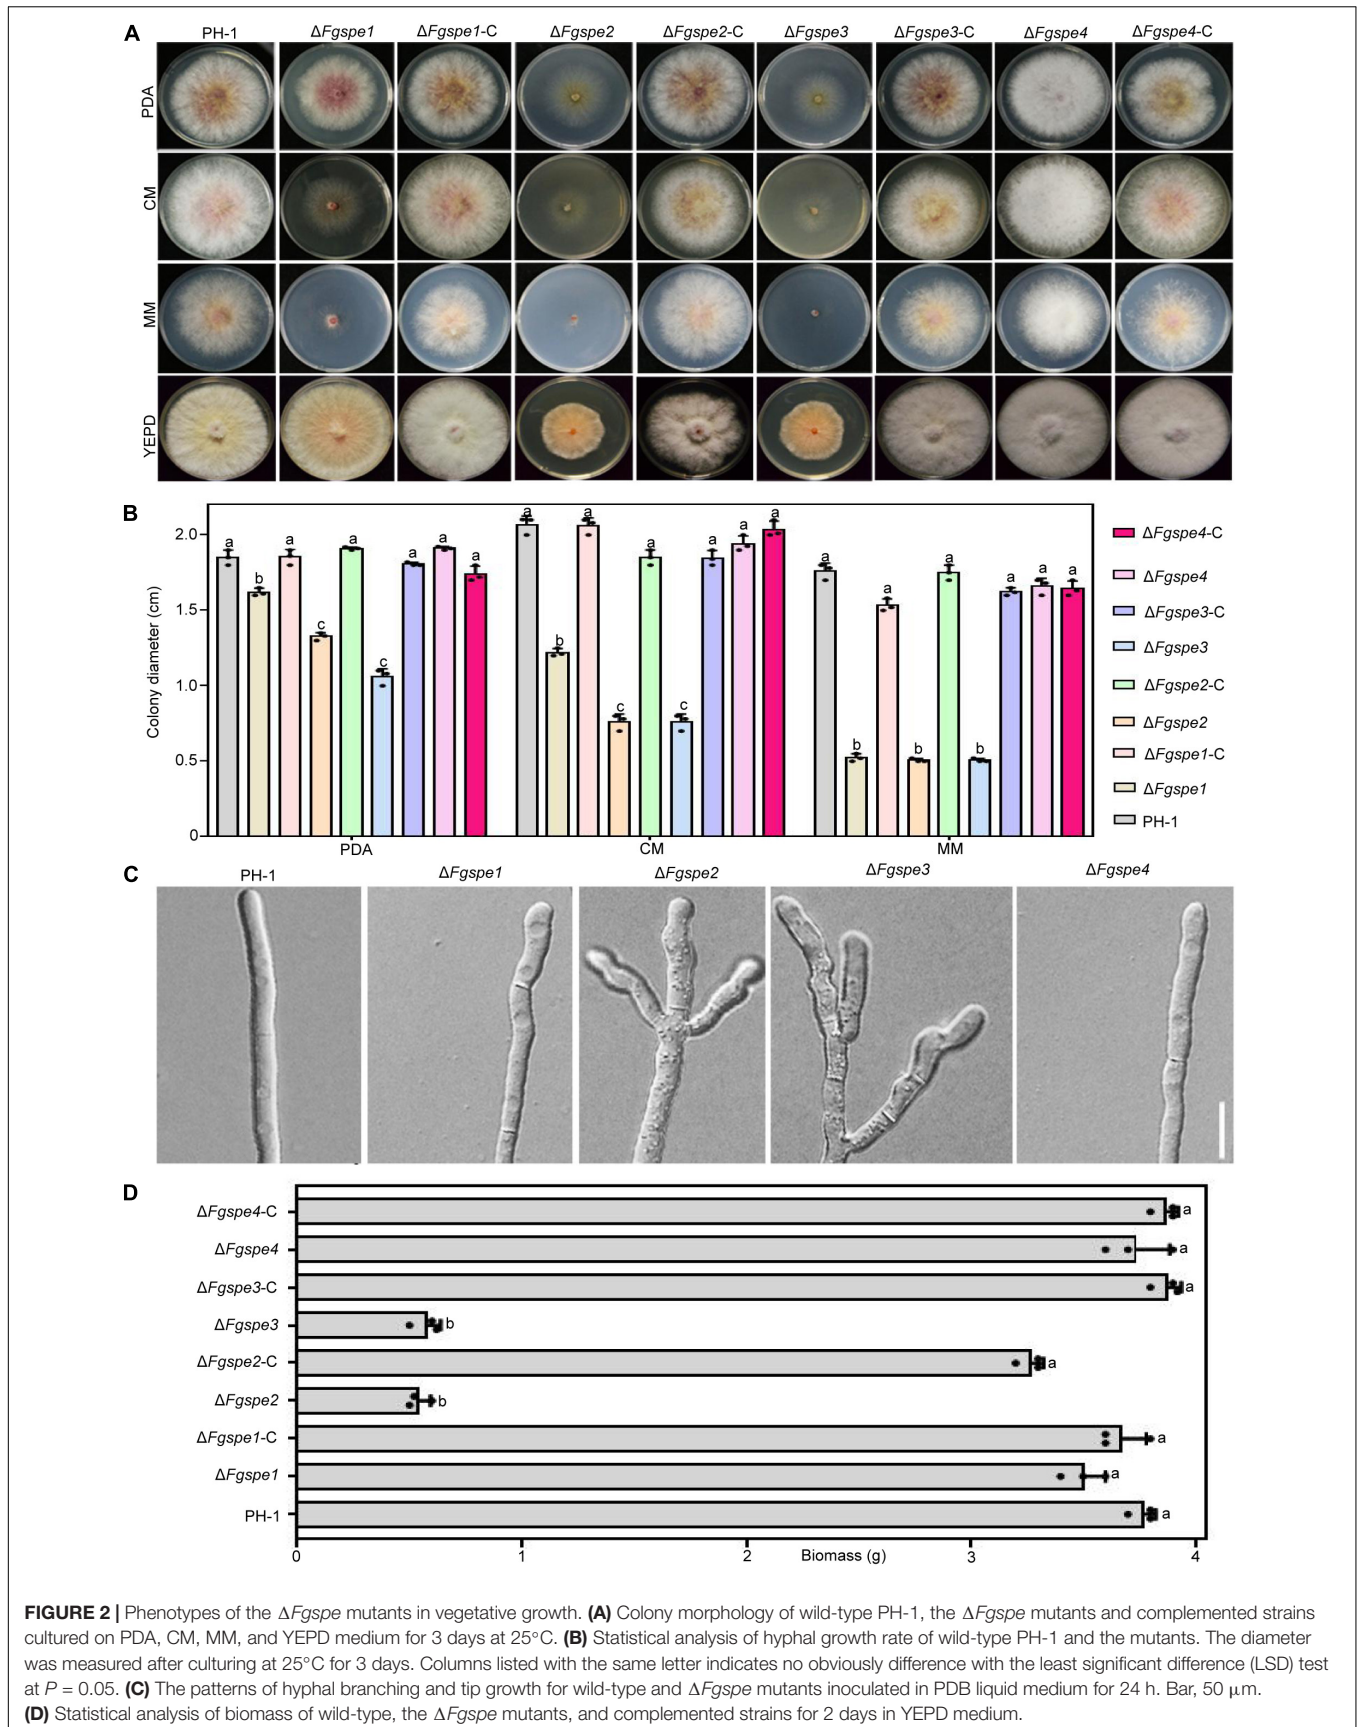 A
PH-1 ΔFgspe1 ΔFgspe1-C ΔFgspe2 ΔFgspe2-C ΔFgspe3 ΔFgspe3-C ΔFgspe4 ΔFgspe4-C
PDA
CM
MM
YEPD
B
Colony diameter (cm)
2.0
1.5
1.0
0.5
0
a b a c a c a a a
a b a c a c a a a
a b a b a b a a a
PDA CM MM
ΔFgspe4-C
ΔFgspe4
ΔFgspe3-C
ΔFgspe3
ΔFgspe2-C
ΔFgspe2
ΔFgspe1-C
ΔFgspe1
PH-1
C
PH-1 ΔFgspe1 ΔFgspe2 ΔFgspe3 ΔFgspe4
D
ΔFgspe4-C a
ΔFgspe4 a
ΔFgspe3-C a
ΔFgspe3 b
ΔFgspe2-C a
ΔFgspe2 b
ΔFgspe1-C a
ΔFgspe1 a
PH-1 a
0 1 2 3 4
Biomass (g)
FIGURE 2 | Phenotypes of the ΔFgspe mutants in vegetative growth. (A) Colony morphology of wild-type PH-1, the ΔFgspe mutants and complemented strains
cultured on PDA, CM, MM, and YEPD medium for 3 days at 25°C. (B) Statistical analysis of hyphal growth rate of wild-type PH-1 and the mutants. The diameter
was measured after culturing at 25°C for 3 days. Columns listed with the same letter indicates no obviously difference with the least significant difference (LSD) test
at P = 0.05. (C) The patterns of hyphal branching and tip growth for wild-type and ΔFgspe mutants inoculated in PDB liquid medium for 24 h. Bar, 50 μm.
(D) Statistical analysis of biomass of wild-type, the ΔFgspe mutants, and complemented strains for 2 days in YEPD medium.